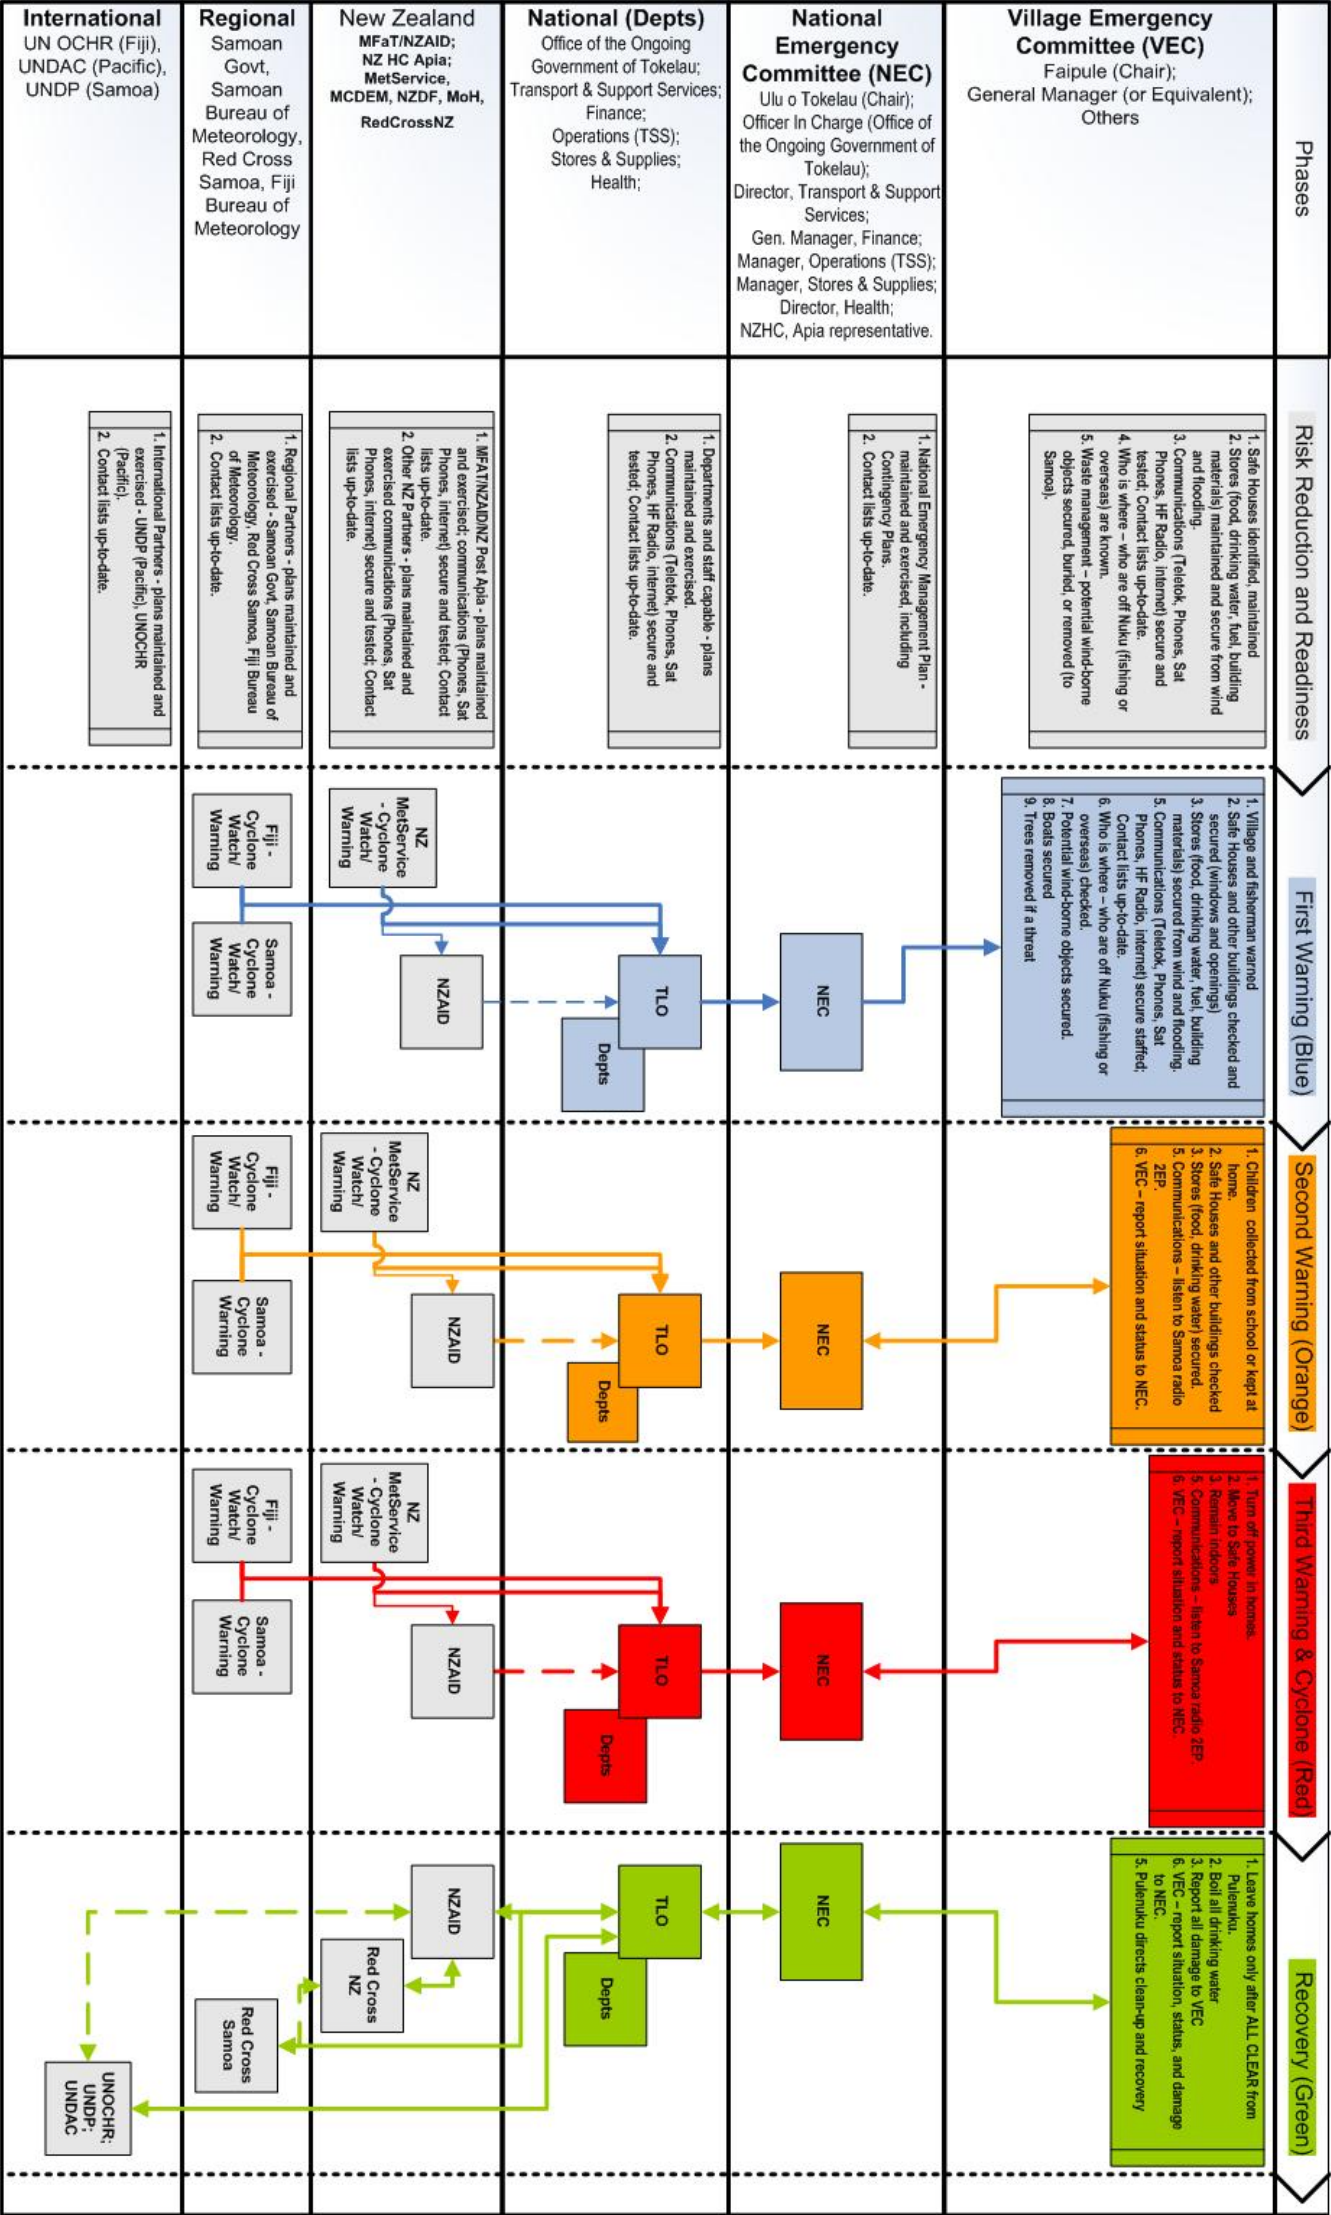 International
UN OCHR (Fiji),
UNDAC (Pacific),
UNDP (Samoa)
Regional
Samoan
Govt,
Samoan
Bureau of
Meteorology,
Red Cross
Samoa, Fiji
Bureau of
Meteorology
New Zealand
MFaT/NZAID;
NZ HC Apia;
MetService,
MCDEM, NZDF, MoH,
RedCrossNZ
National (Depts)
Office of the Ongoing
Government of Tokelau;
Transport & Support Services;
Finance;
Operations (TSS);
Stores & Supplies;
Health;
National
Emergency
Committee (NEC)
Ulu o Tokelau (Chair);
Officer In Charge (Office of
the Ongoing Government of
Tokelau);
Director, Transport & Support
Services;
Gen. Manager, Finance;
Manager, Operations (TSS);
Manager, Stores & Supplies;
Director, Health;
NZHC, Apia representative.
Village Emergency
Committee (VEC)
Faipule (Chair);
General Manager (or Equivalent);
Others
Phases
Risk Reduction and Readiness
1. Safe Houses identified, maintained
2. Stores (food, drinking water, fuel, building
materials) maintained and secure from wind
and flooding.
3. Communications (Teletok, Phones, Sat
Phones, HF Radio, internet) secure and
tested; Contact lists up-to-date.
4. Who is where – who are off Nuku (fishing or
overseas) are known.
5. Waste management – potential wind-borne
objects secured, buried, or removed (to
Samoa).
1. National Emergency Management Plan -
maintained and exercised, including
Contingency Plans.
2. Contact lists up-to-date.
1. Departments and staff capable - plans
maintained and exercised.
2. Communications (Teletok, Phones, Sat
Phones, HF Radio, internet) secure and
tested; Contact lists up-to-date.
1. MFAT/NZAID/NZ Post Apia - plans maintained
and exercised; communications (Phones, Sat
Phones, internet) secure and tested; Contact
lists up-to-date.
2. Other NZ Partners - plans maintained and
exercised communications (Phones, Sat
Phones, internet) secure and tested; Contact
lists up-to-date.
1. Regional Partners - plans maintained and
exercised - Samoan Govt, Samoan Bureau of
Meteorology, Red Cross Samoa, Fiji Bureau
of Meteorology.
2. Contact lists up-to-date.
1. International Partners - plans maintained and
exercised - UNDP (Pacific), UNOCHR
(Pacific).
2. Contact lists up-to-date.
First Warning (Blue)
1. Village and fisherman warned
2. Safe Houses and other buildings checked and
secured (windows and openings)
3. Stores (food, drinking water, fuel, building
materials) secured from wind and flooding.
5. Communications (Teletok, Phones, Sat
Phones, HF Radio, internet) secure staffed;
Contact lists up-to-date.
6. Who is where – who are off Nuku (fishing or
overseas) checked.
7. Potential wind-borne objects secured.
8. Boats secured
9. Trees removed if a threat
NEC
TLO
Depts
NZ
MetService
- Cyclone
Watch/
Warning
NZAID
Fiji -
Cyclone
Watch/
Warning
Samoa -
Cyclone
Watch/
Warning
Second Warning (Orange)
1. Children collected from school or kept at
home.
2. Safe Houses and other buildings checked
3. Stores (food, drinking water) secured.
5. Communications – listen to Samoa radio
2EP.
6. VEC – report situation and status to NEC.
NEC
TLO
Depts
NZ
MetService
- Cyclone
Watch/
Warning
NZAID
Fiji -
Cyclone
Watch/
Warning
Samoa -
Cyclone
Warning
Third Warning & Cyclone (Red)
1. Turn off power in homes.
2. Move to Safe Houses
3. Remain indoors
5. Communications – listen to Samoa radio 2EP.
6. VEC – report situation and status to NEC.
NEC
TLO
Depts
NZ
MetService
- Cyclone
Watch/
Warning
NZAID
Fiji -
Cyclone
Watch/
Warning
Samoa -
Cyclone
Warning
Recovery (Green)
1. Leave homes only after ALL CLEAR from
Pulenuku.
2. Boil all drinking water
3. Report all damage to VEC
6. VEC – report situation, status, and damage
to NEC.
5. Pulenuku directs clean-up and recovery
NEC
TLO
Depts
NZAID
Red Cross
NZ
Red Cross
Samoa
UNOCHR;
UNDP;
UNDAC